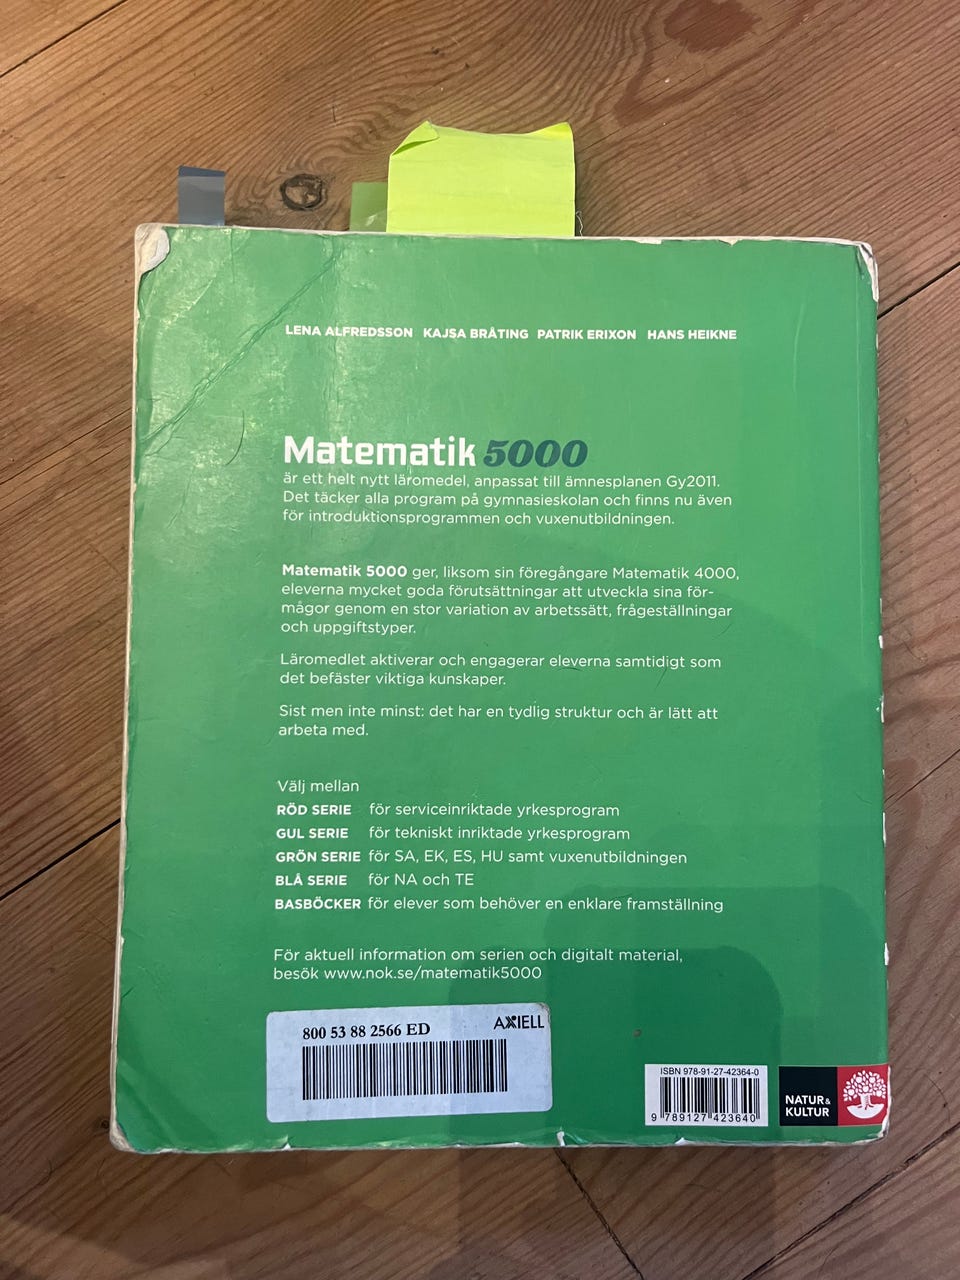 LENA ALFREDSSON KAJSA BRÅTING PATRIK ERIXON HANS HEIKNE
Matematik 5000
är ett helt nytt läromedel, anpassat till ämnesplanen Gy2011.
Det täcker alla program på gymnasieskolan och finns nu även
för introduktionsprogrammen och vuxenutbildningen.
Matematik 5000 ger, liksom sin föregångare Matematik 4000,
eleverna mycket goda förutsättningar att utveckla sina för-
mågor genom en stor variation av arbetssätt, frågeställningar
och uppgiftstyper.
Läromedlet aktiverar och engagerar eleverna samtidigt som
det befäster viktiga kunskaper.
Sist men inte minst: det har en tydlig struktur och är lätt att
arbeta med.
Välj mellan
RÖD SERIE för serviceinriktade yrkesprogram
GUL SERIE för tekniskt inriktade yrkesprogram
GRÖN SERIE för SA, EK, ES, HU samt vuxenutbildningen
BLÅ SERIE för NA och TE
BASBÖCKER för elever som behöver en enklare framställning
För aktuell information om serien och digitalt material,
besök www.nok.se/matematik5000
800 53 88 2566 ED AXIELL
ISBN 978-91-27-42364-0
9 789127 423640
NATUR &
KULTUR